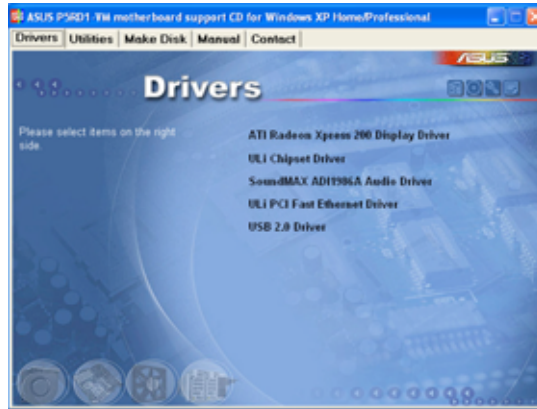 ASUS P5RD1-VM motherboard support CD for Windows XP Home/Professional
Drivers Utilities Make Disk Manual Contact
ASUS
Drivers
Please select items on the right
side.
ATI Radeon Xpress 200 Display Driver
ULi Chipset Driver
SoundMAX ADI1986A Audio Driver
ULi PCI Fast Ethernet Driver
USB 2.0 Driver